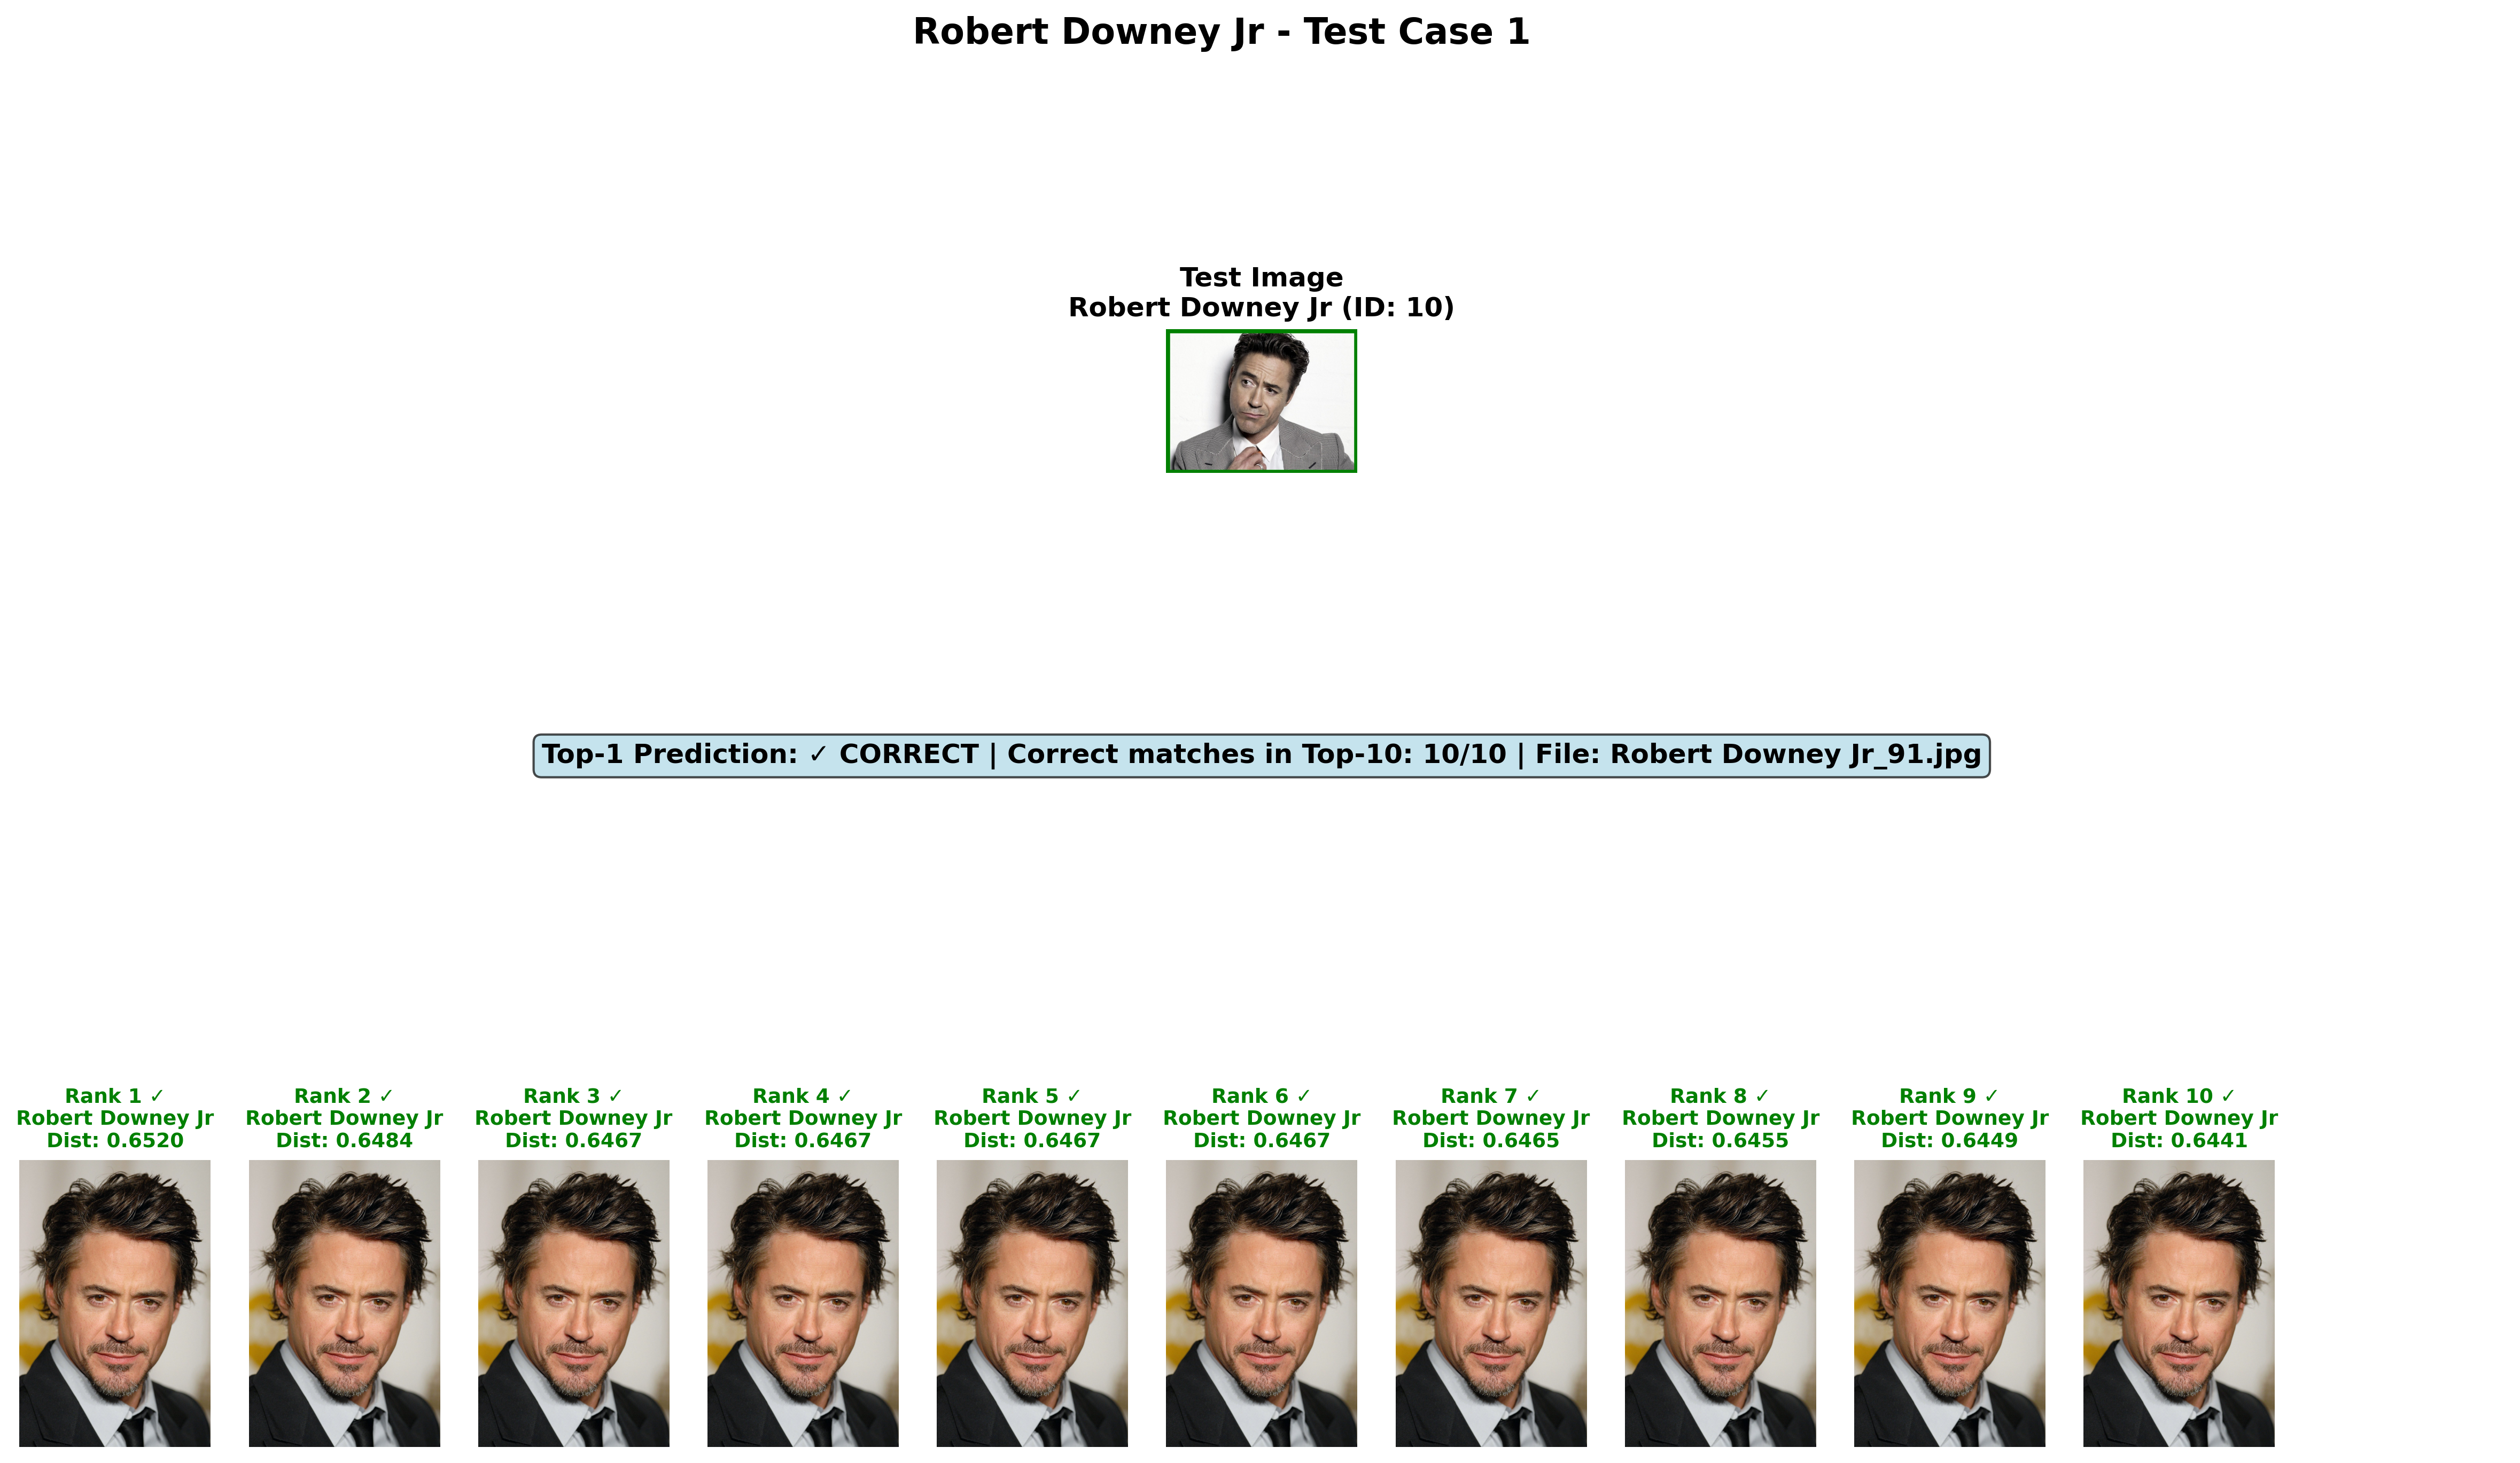 Robert Downey Jr - Test Case 1
Test Image
Robert Downey Jr (ID: 10)
Top-1 Prediction: ✓ CORRECT | Correct matches in Top-10: 10/10 | File: Robert Downey Jr_91.jpg
Rank 1 ✓
Robert Downey Jr
Dist: 0.6520
Rank 2 ✓
Robert Downey Jr
Dist: 0.6484
Rank 3 ✓
Robert Downey Jr
Dist: 0.6467
Rank 4 ✓
Robert Downey Jr
Dist: 0.6467
Rank 5 ✓
Robert Downey Jr
Dist: 0.6467
Rank 6 ✓
Robert Downey Jr
Dist: 0.6467
Rank 7 ✓
Robert Downey Jr
Dist: 0.6465
Rank 8 ✓
Robert Downey Jr
Dist: 0.6455
Rank 9 ✓
Robert Downey Jr
Dist: 0.6449
Rank 10 ✓
Robert Downey Jr
Dist: 0.6441